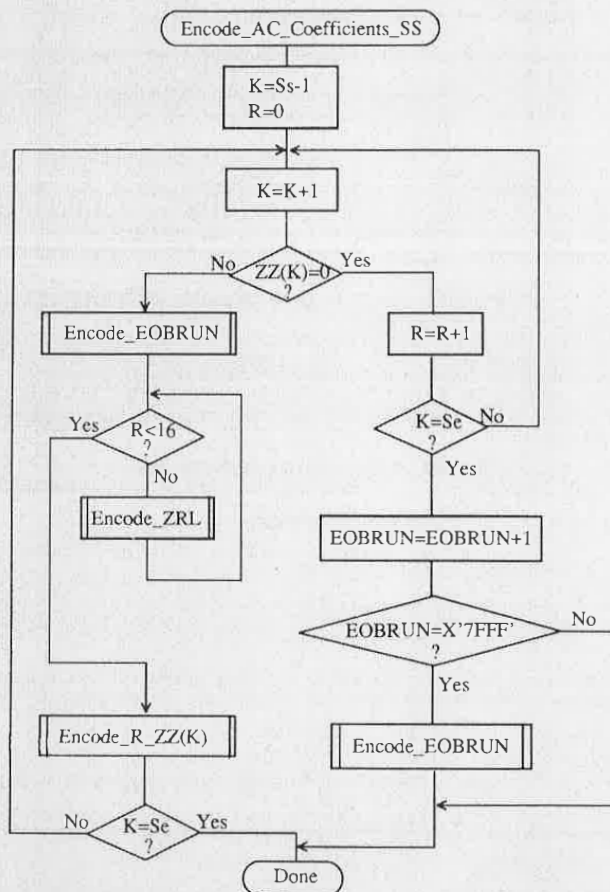 Encode_AC_Coefficients_SS
K=Ss-1
R=0
K=K+1
No
ZZ(K)=0
?
Yes
Encode_EOBRUN
R=R+1
Yes
R<16
?
No
K=Se
?
No
Yes
Encode_ZRL
EOBRUN=EOBRUN+1
EOBRUN=X'7FFF'
?
No
Yes
Encode_R_ZZ(K)
Encode_EOBRUN
No
K=Se
?
Yes
Done